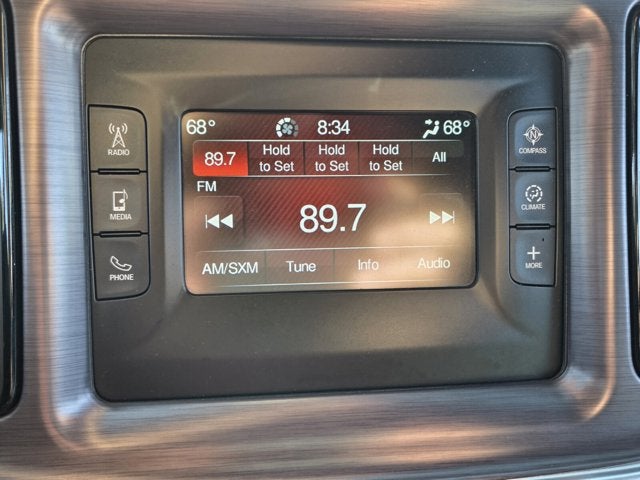 68° 8:34 68°
89.7 Hold to Set Hold to Set Hold to Set All
FM
89.7
AM/SXM Tune Info Audio
RADIO
MEDIA
PHONE
N
COMPASS
CLIMATE
MORE